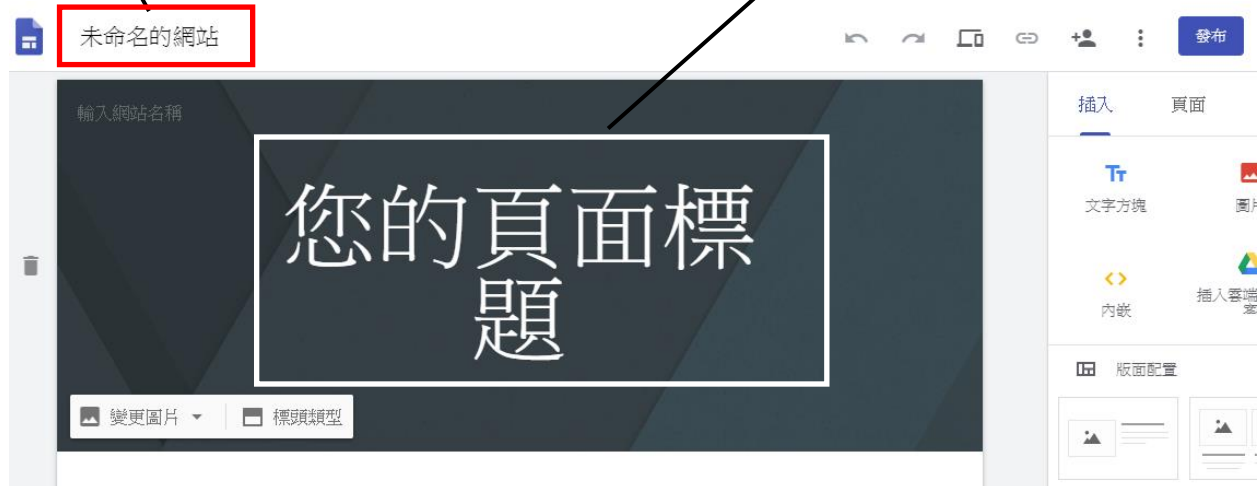 未命名的網站
發布
輸入網站名稱
插入
頁面
您的頁面標
題
文字方塊
內嵌
插入雲端
版面配置
變更圖片
標頭類型